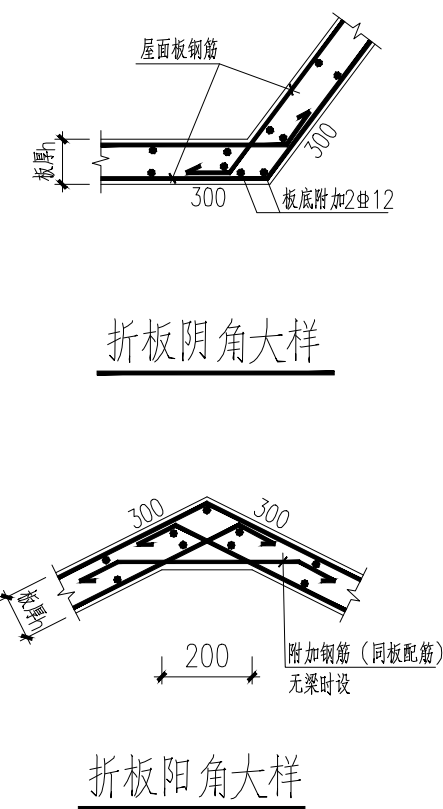 屋面板钢筋
板厚h
300
300
板底附加2⌽12
折板阴角大样
300
300
板厚h
200
附加钢筋（同板配筋）
无梁时设
折板阳角大样